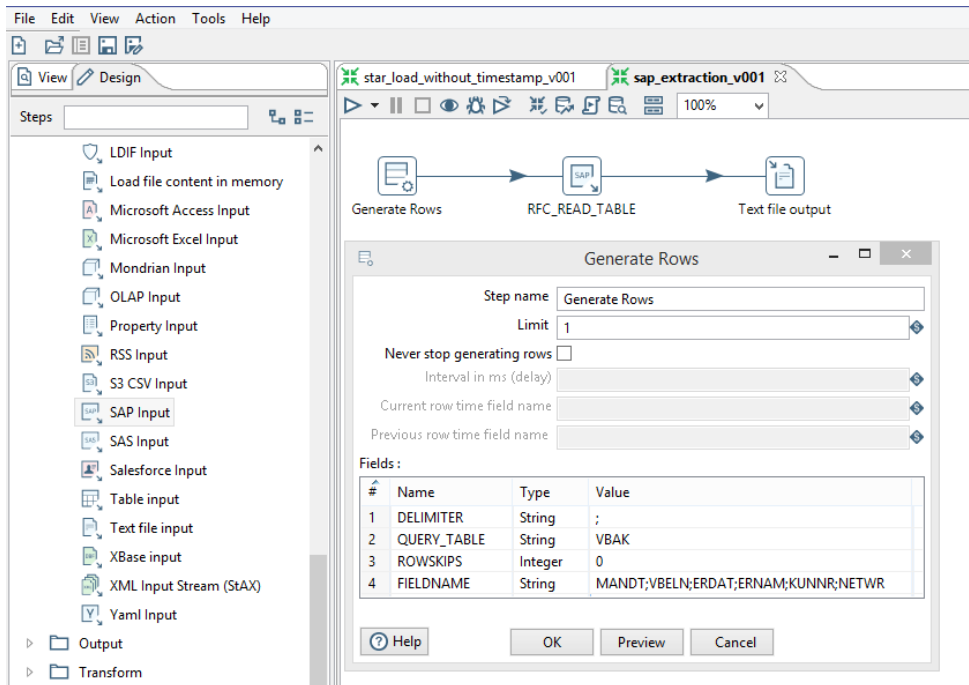 File Edit View Action Tools Help
View Design
star_load_without_timestamp_v001 sap_extraction_v001
Steps
100%
LDIF Input
Load file content in memory
Microsoft Access Input
Microsoft Excel Input
Mondrian Input
OLAP Input
Property Input
RSS Input
S3 CSV Input
SAP Input
SAS Input
Salesforce Input
Table input
Text file input
XBase input
XML Input Stream (StAX)
Yaml Input
Output
Transform
SAP
Generate Rows RFC_READ_TABLE Text file output
Generate Rows
Step name Generate Rows
Limit 1
Never stop generating rows
Interval in ms (delay)
Current row time field name
Previous row time field name
Fields :
# Name Type Value
1 DELIMITER String ;
2 QUERY_TABLE String VBAK
3 ROWSKIPS Integer 0
4 FIELDNAME String MANDT;VBELN;ERDAT;ERNAM;KUNNR;NETWR
Help OK Preview Cancel